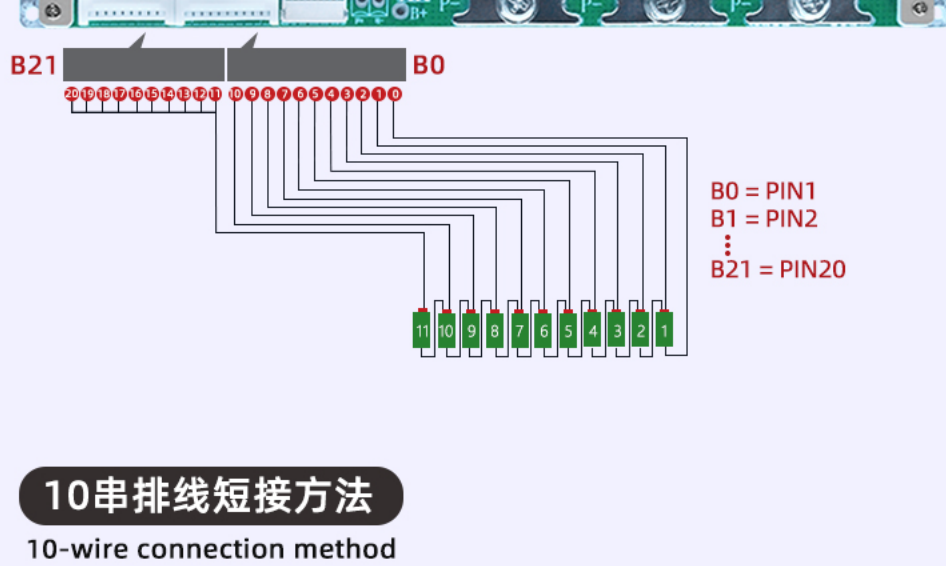 P- P- P-
B+
B21 B0
20 19 18 17 16 15 14 13 12 11 10 9 8 7 6 5 4 3 2 1 0
B0 = PIN1
B1 = PIN2
B21 = PIN20
11 10 9 8 7 6 5 4 3 2 1
10串排线短接方法
10-wire connection method